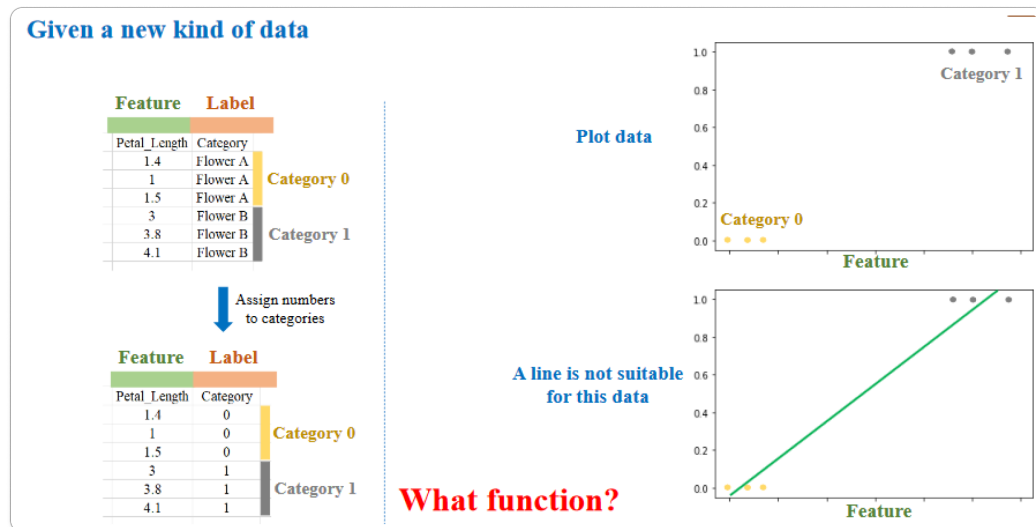 Given a new kind of data
Feature Label
Petal_Length Category
1.4 Flower A
1 Flower A
1.5 Flower A
3 Flower B
3.8 Flower B
4.1 Flower B
Category 0
Category 1
Assign numbers
to categories
Feature Label
Petal_Length Category
1.4 0
1 0
1.5 0
3 1
3.8 1
4.1 1
Category 0
Category 1
Plot data
1.0
0.8
0.6
0.4
0.2
0.0
Category 1
Category 0
Feature
A line is not suitable
for this data
1.0
0.8
0.6
0.4
0.2
0.0
Feature
What function?